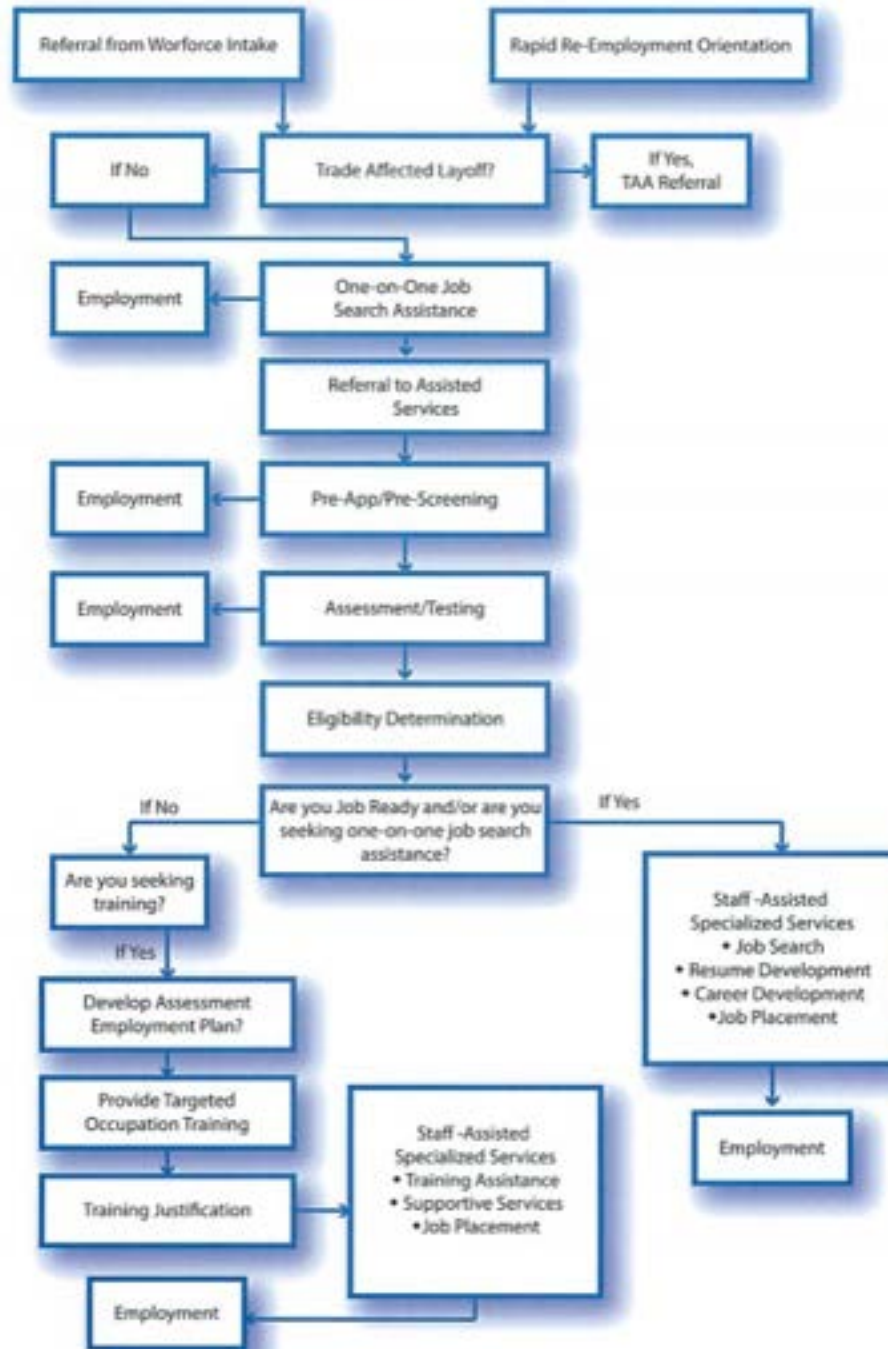 Referral from Worforce Intake
Rapid Re-Employment Orientation
If No
Trade Affected Layoff?
If Yes,
TAA Referral
Employment
One-on-One Job
Search Assistance
Referral to Assisted
Services
Employment
Pre-App/Pre-Screening
Employment
Assessment/Testing
Eligibility Determination
If No
Are you Job Ready and/or are you
seeking one-on-one job search
assistance?
If Yes
Are you seeking
training?
If Yes
Staff -Assisted
Specialized Services
• Job Search
• Resume Development
• Career Development
•Job Placement
Develop Assessment
Employment Plan?
Provide Targeted
Occupation Training
Training Justification
Staff -Assisted
Specialized Services
• Training Assistance
• Supportive Services
•Job Placement
Employment
Employment